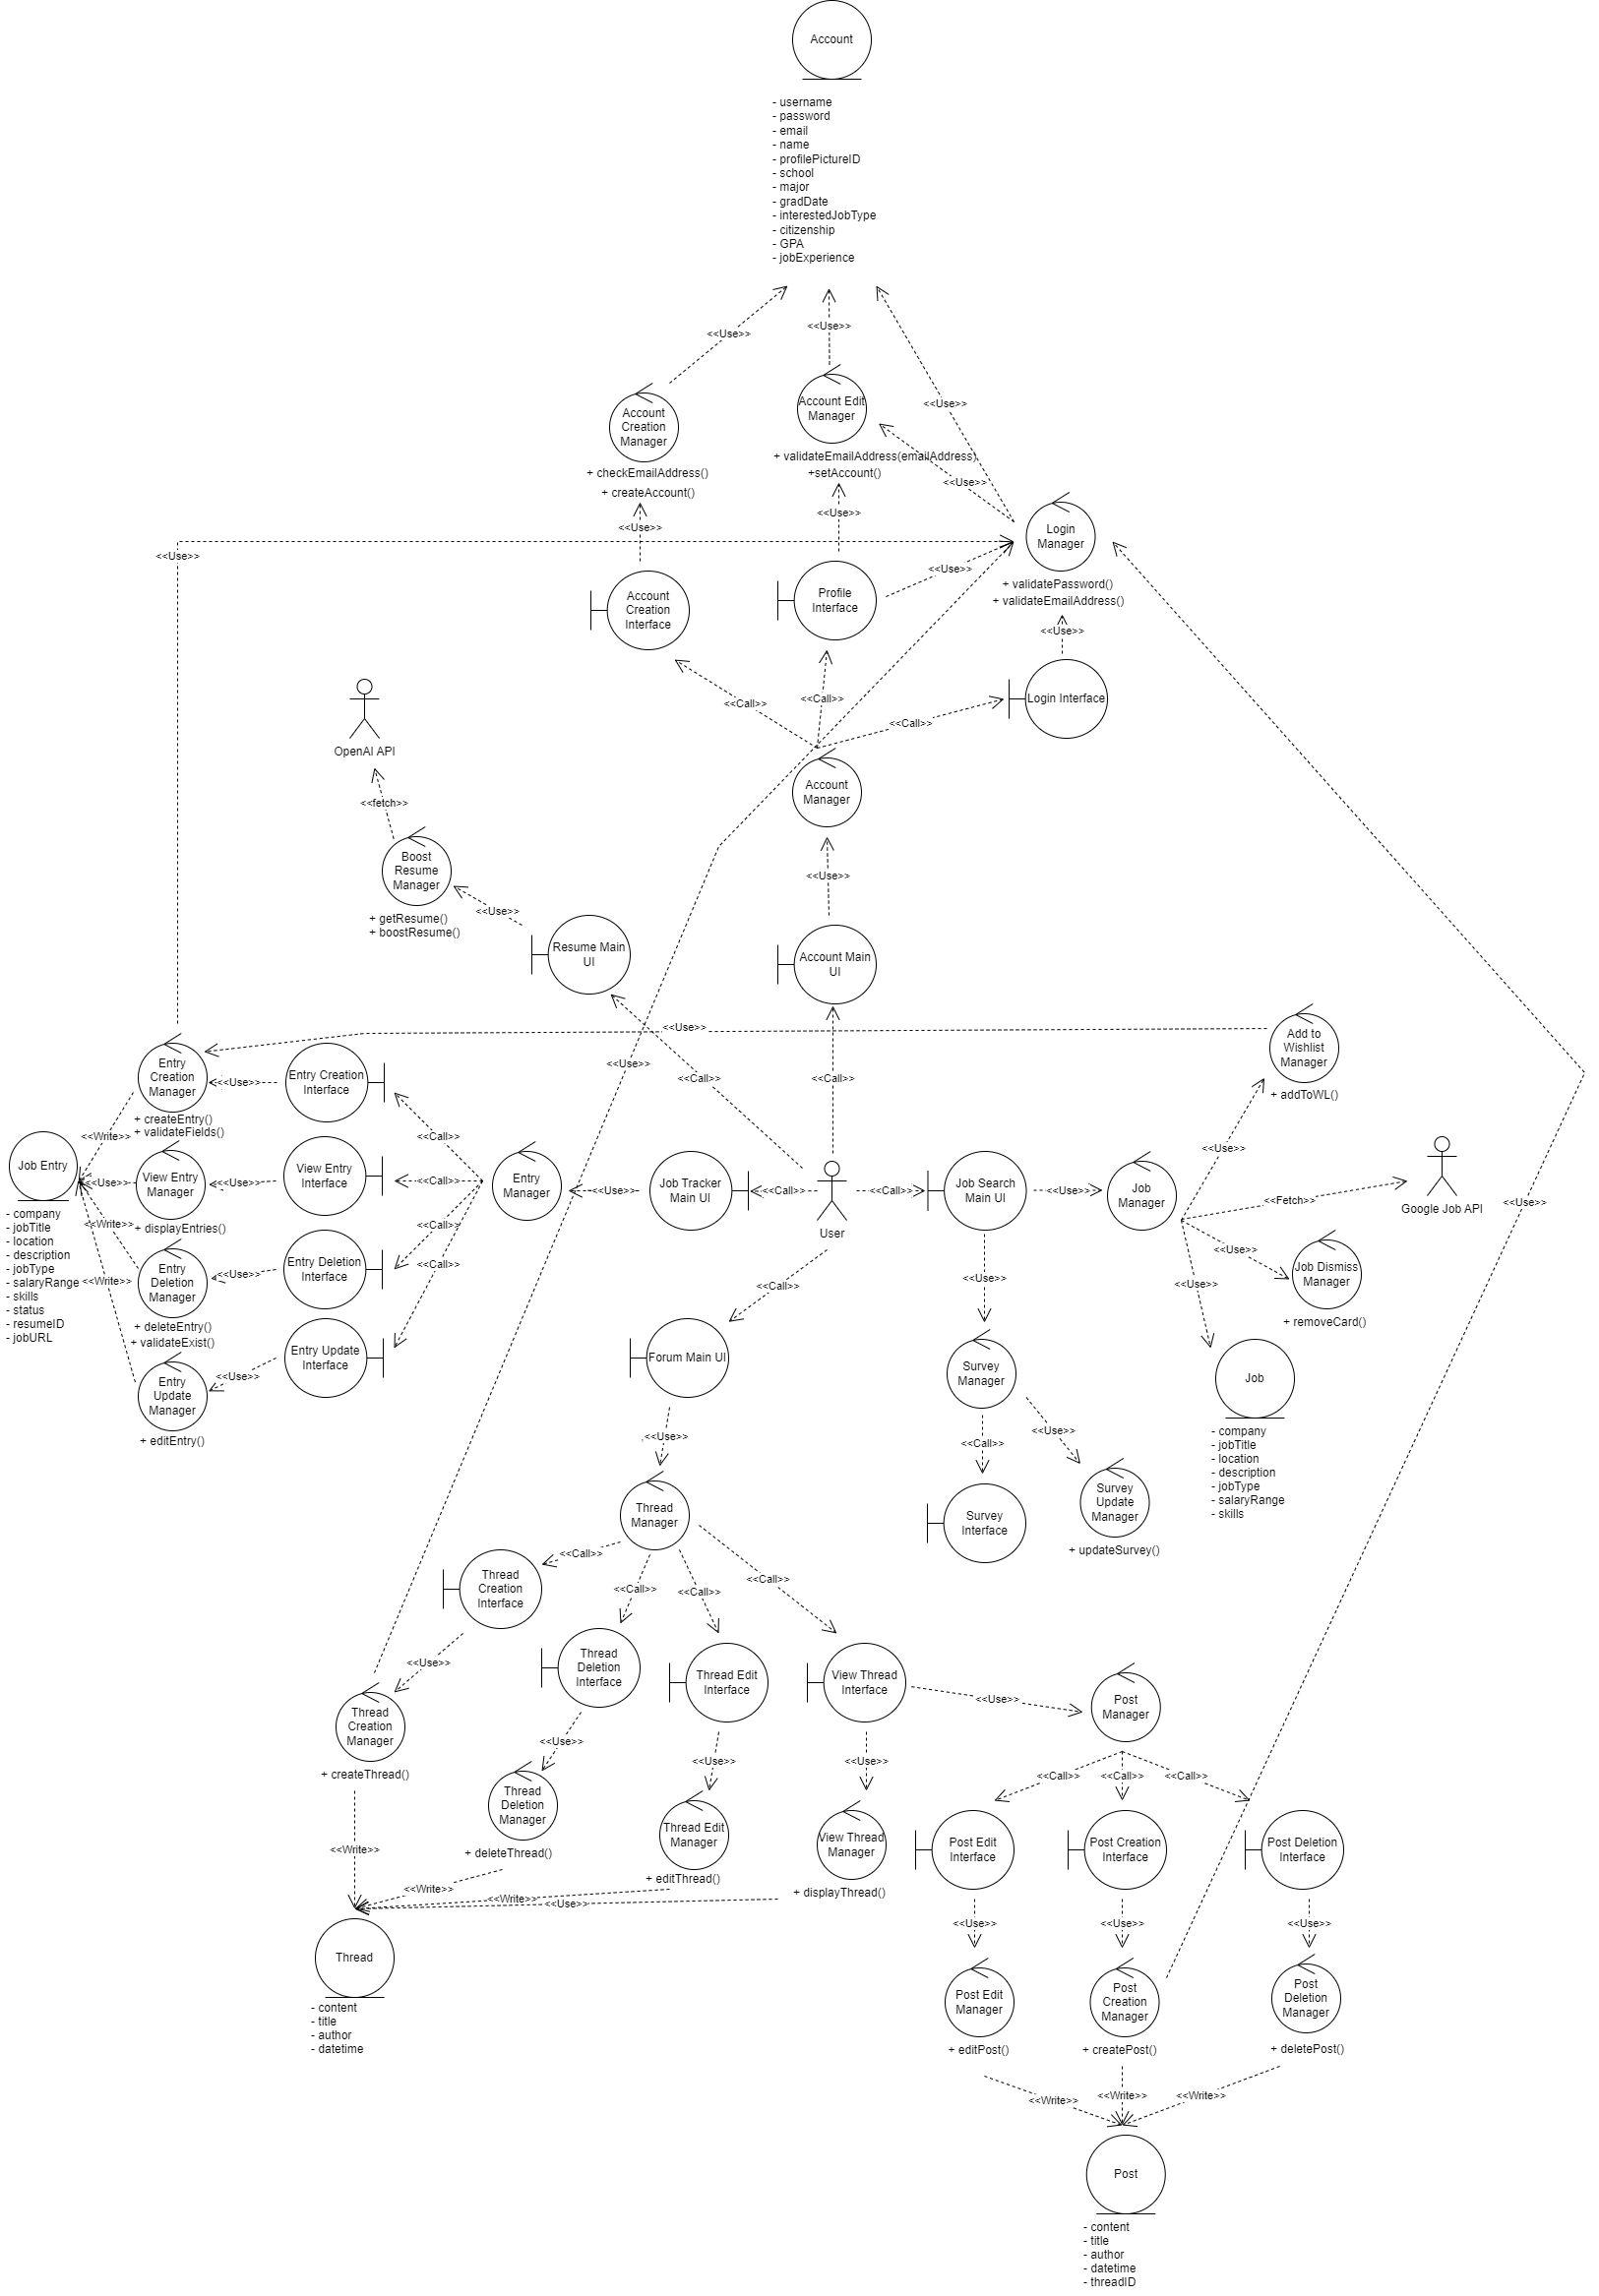 Account
- username
- password
- email
- name
- profilePictureID
- school
- major
- gradDate
- interestedJobType
- citizenship
- GPA
- jobExperience
<<Use>>
<<Use>>
<<Use>>
Account
Creation
Manager
+ checkEmailAddress()
+ createAccount()
Account Edit
Manager
+ validateEmailAddress(emailAddress)
+setAccount()
<<Use>>
<<Use>>
<<Use>>
<<Use>>
Login
Manager
+ validatePassword()
+ validateEmailAddress()
<<Use>>
<<Use>>
<<Use>>
Account
Creation
Interface
Profile
Interface
Login Interface
<<Call>>
<<Call>>
<<Call>>
OpenAI API
<<fetch>>
Account
Manager
Boost
Resume
Manager
+ getResume()
+ boostResume()
<<Use>>
<<Use>>
Resume Main
UI
Account Main
UI
<<Use>>
<<Use>>
<<Call>>
<<Call>>
Add to
Wishlist
Manager
+ addToWL()
Entry
Creation
Manager
+ createEntry()
+ validateFields()
<<Use>>
Entry Creation
Interface
<<Write>>
<<Call>>
<<Use>>
Job Entry
- company
- jobTitle
- location
- description
- jobType
- salaryRange
- skills
- status
- resumeID
- jobURL
<<Use>>
View Entry
Manager
+ displayEntries()
<<Use>>
View Entry
Interface
<<Call>>
Entry
Manager
<<Use>>
Job Tracker
Main UI
<<Call>>
User
<<Call>>
Job Search
Main UI
<<Use>>
Job
Manager
<<Fetch>>
Google Job API
<<Use>>
<<Write>>
<<Call>>
<<Use>>
Job Dismiss
Manager
+ removeCard()
Entry
Deletion
Manager
+ deleteEntry()
+ validateExist()
<<Use>>
Entry Deletion
Interface
<<Call>>
<<Write>>
<<Call>>
<<Use>>
<<Use>>
Entry
Update
Manager
+ editEntry()
<<Use>>
Entry Update
Interface
Forum Main UI
Survey
Manager
Job
- company
- jobTitle
- location
- description
- jobType
- salaryRange
- skills
,<<Use>>
<<Call>>
<<Use>>
Thread
Manager
Survey
Interface
Survey
Update
Manager
+ updateSurvey()
<<Call>>
<<Call>>
<<Call>>
<<Call>>
Thread
Creation
Interface
Thread
Deletion
Interface
Thread Edit
Interface
View Thread
Interface
<<Use>>
<<Use>>
Post
Manager
Thread
Creation
Manager
+ createThread()
<<Use>>
<<Use>>
<<Use>>
<<Call>>
<<Call>>
<<Call>>
Thread
Deletion
Manager
+ deleteThread()
Thread Edit
Manager
+ editThread()
View Thread
Manager
+ displayThread()
Post Edit
Interface
Post Creation
Interface
Post Deletion
Interface
<<Write>>
<<Write>>
<<Write>>
<<Use>>
<<Use>>
<<Use>>
<<Use>>
Thread
- content
- title
- author
- datetime
Post Edit
Manager
+ editPost()
Post
Creation
Manager
+ createPost()
Post
Deletion
Manager
+ deletePost()
<<Write>>
<<Write>>
<<Write>>
Post
- content
- title
- author
- datetime
- threadID